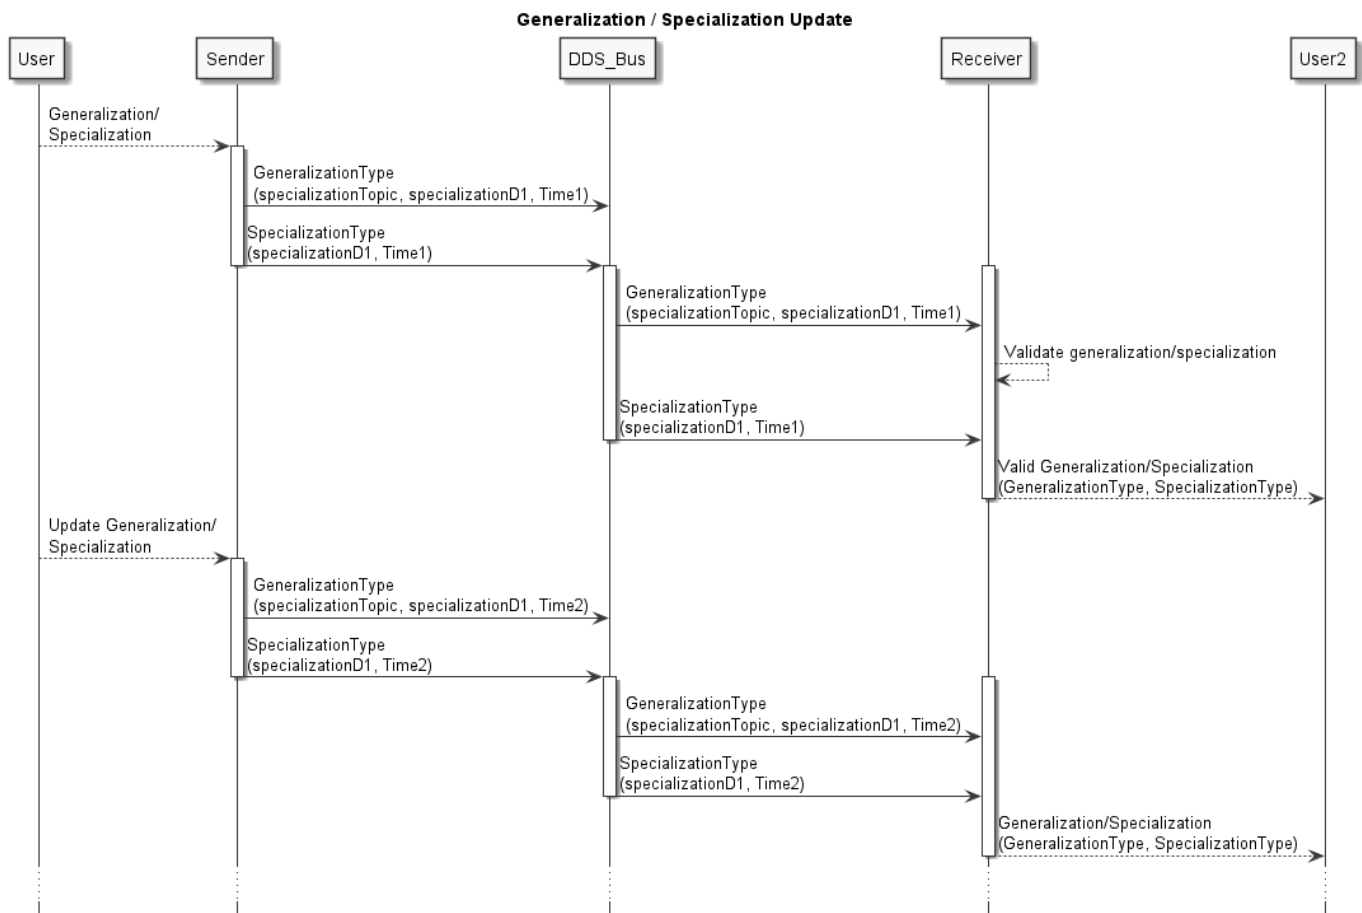 Generalization / Specialization Update
User
Sender
DDS_Bus
Receiver
User2
Generalization/
Specialization
GeneralizationType
(specializationTopic, specializationD1, Time1)
SpecializationType
(specializationD1, Time1)
GeneralizationType
(specializationTopic, specializationD1, Time1)
Validate generalization/specialization
SpecializationType
(specializationD1, Time1)
Valid Generalization/Specialization
(GeneralizationType, SpecializationType)
Update Generalization/
Specialization
GeneralizationType
(specializationTopic, specializationD1, Time2)
SpecializationType
(specializationD1, Time2)
GeneralizationType
(specializationTopic, specializationD1, Time2)
SpecializationType
(specializationD1, Time2)
Generalization/Specialization
(GeneralizationType, SpecializationType)